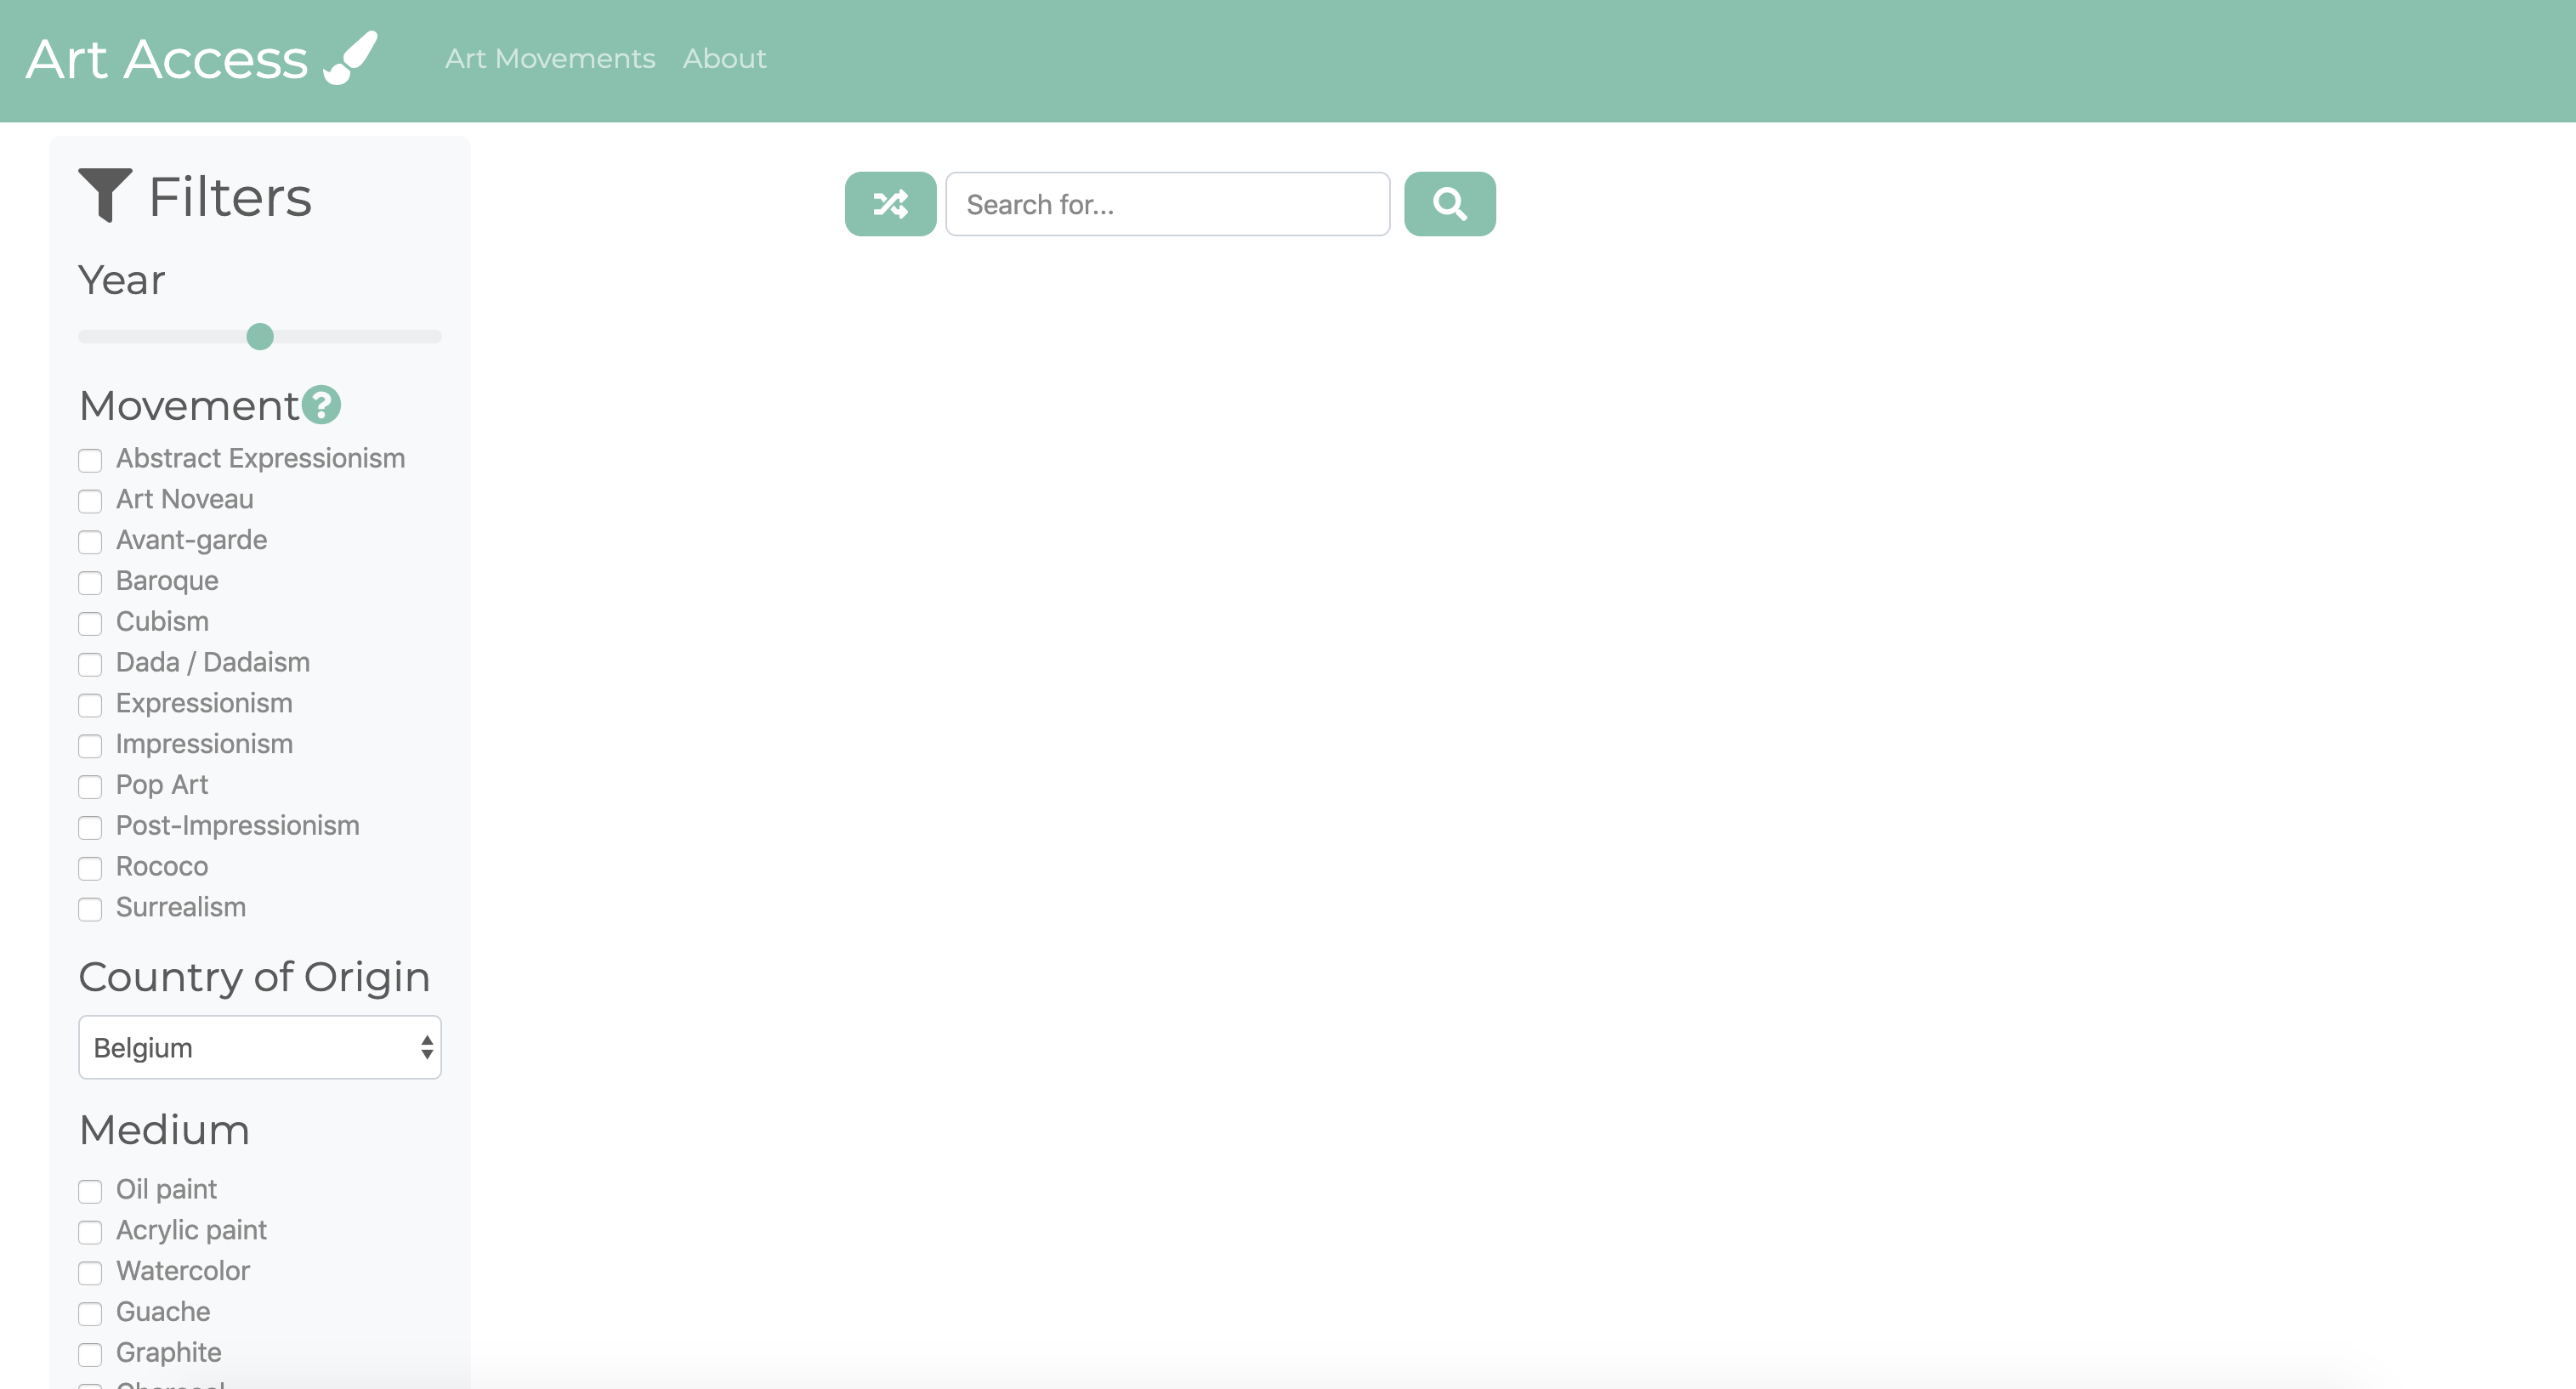 Art Access
Art Movements About
Filters
Search for...
Year
Movement?
Abstract Expressionism
Art Noveau
Avant-garde
Baroque
Cubism
Dada / Dadaism
Expressionism
Impressionism
Pop Art
Post-Impressionism
Rococo
Surrealism
Country of Origin
Belgium
Medium
Oil paint
Acrylic paint
Watercolor
Guache
Graphite